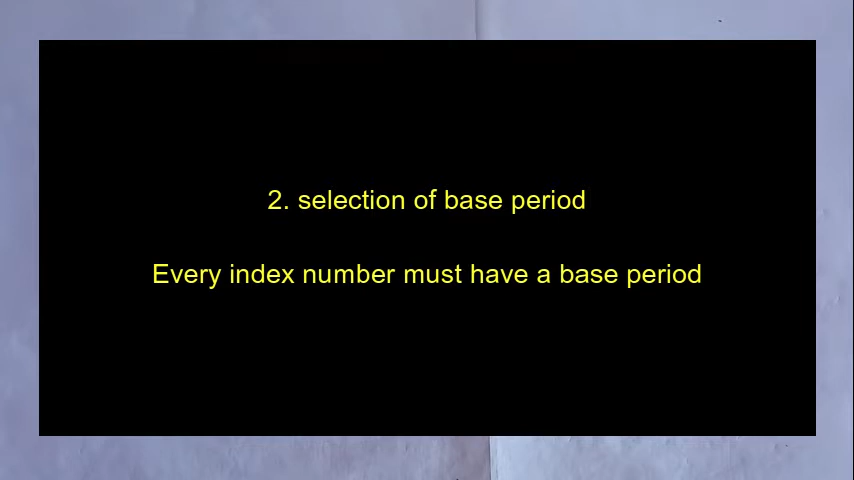 2. selection of base period
Every index number must have a base period